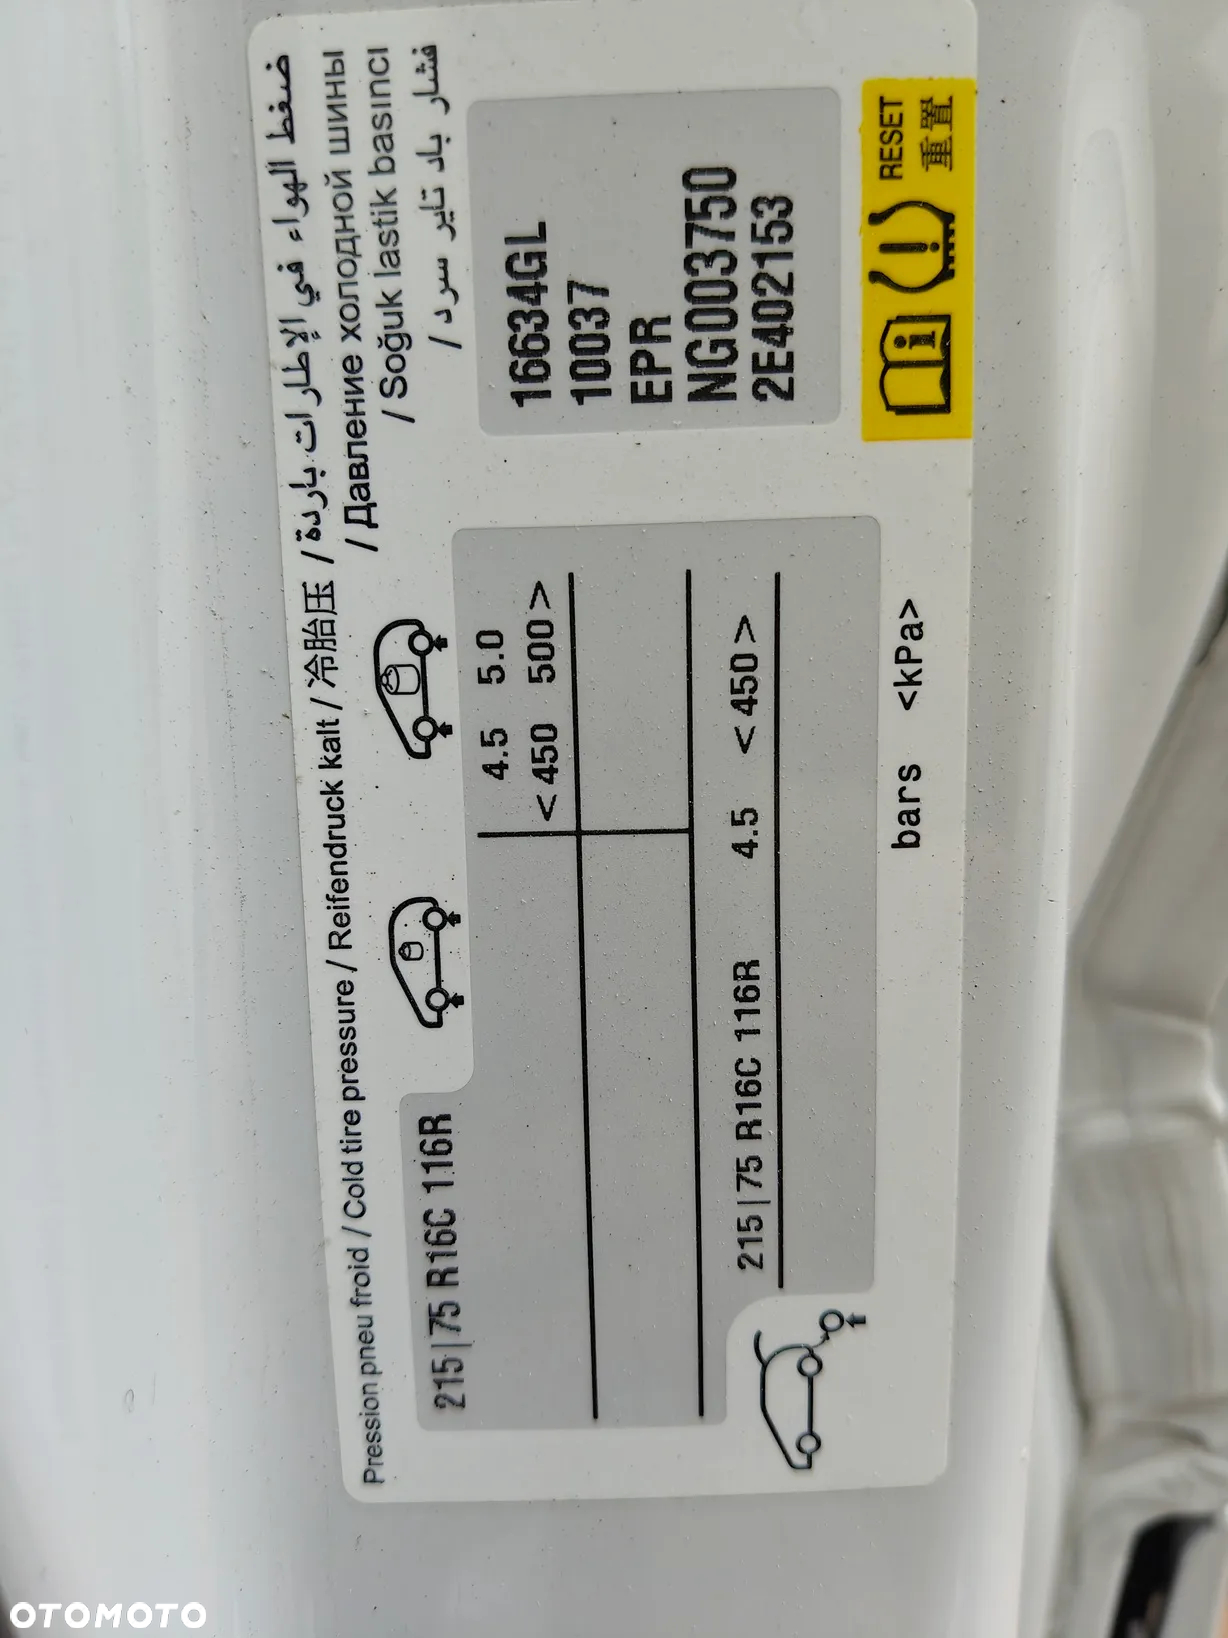 Pression pneu froid / Cold tire pressure / Reifendruck kalt / 冷胎压 / ضغط الهواء في الإطارات باردة
/ Давление холодной шины
/ Soğuk lastik basıncı
/ فشار باد تایر سرد
215|75 R16C 116R
4.5 5.0
<450 500>
215|75 R16C 116R 4.5 <450>
bars <kPa>
16634GL
10037
EPR
NG003750
2E402153
RESET
重置
OTOMOTO